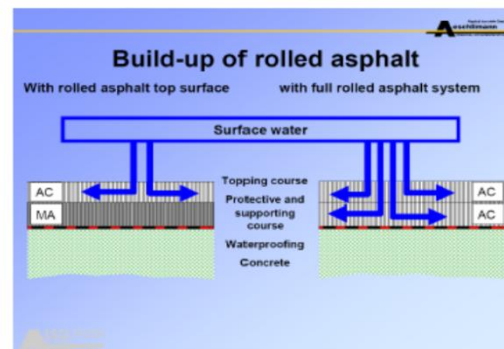 Aeschlimann
Build-up of rolled asphalt
With rolled asphalt top surface
with full rolled asphalt system
Surface water
AC
MA
Topping course
Protective and
supporting
course
Waterproofing
Concrete
AC
AC